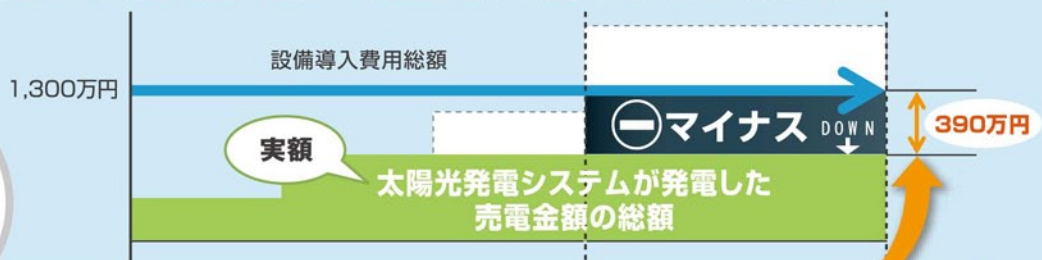 設備導入費用総額
1,300万円
マイナス DOWN
390万円
実額
太陽光発電システムが発電した
売電金額の総額